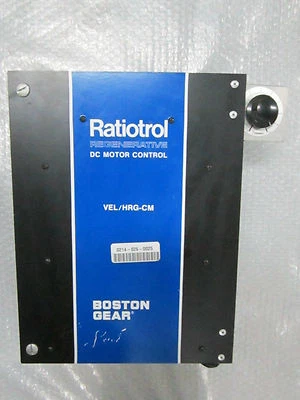 Ratiotrol
REGENERATIVE
DC MOTOR CONTROL
VEL/HRG-CM
BOSTON
GEAR®